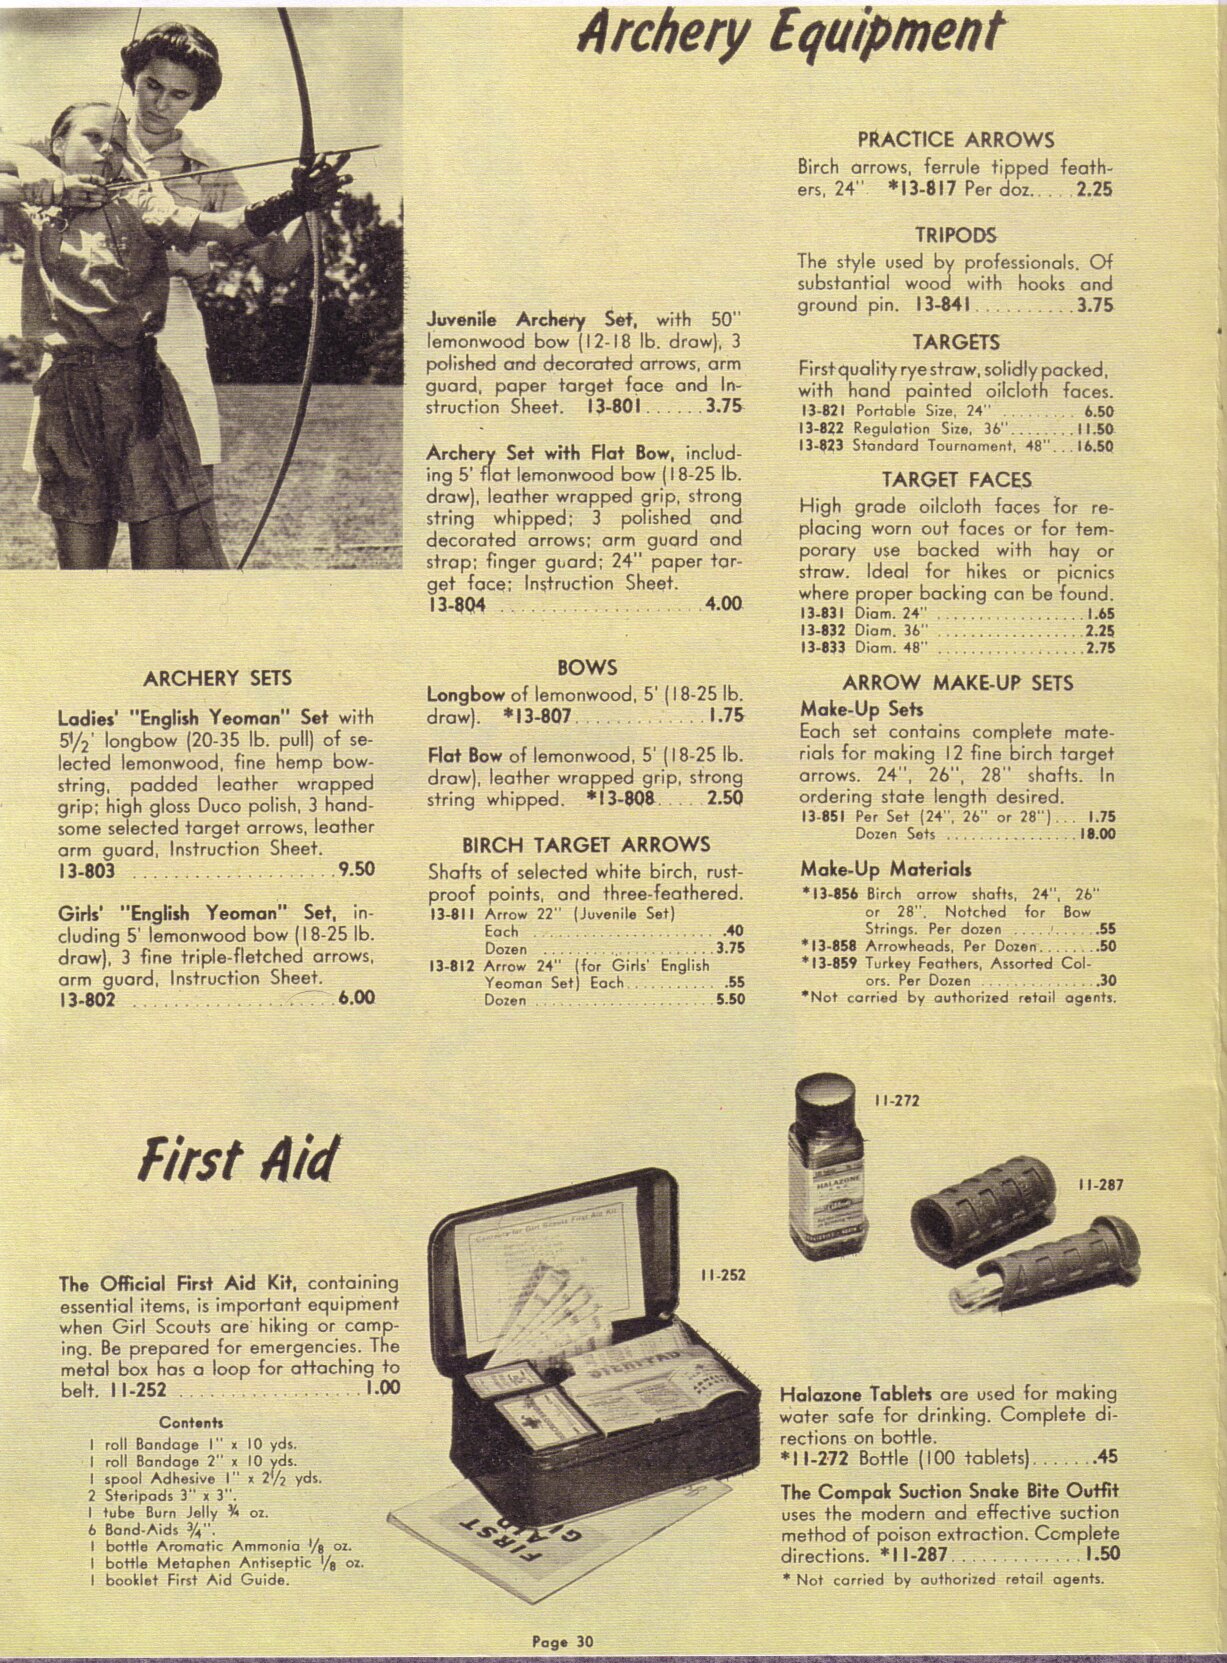 Archery Equipment
Juvenile Archery Set, with 50"
lemonwood bow (12-18 lb. draw), 3
polished and decorated arrows, arm
guard, paper target face and In-
struction Sheet. 13-801......3.75
Archery Set with Flat Bow, includ-
ing 5' flat lemonwood bow (18-25 lb.
draw), leather wrapped grip, strong
string whipped; 3 polished and
decorated arrows; arm guard and
strap; finger guard; 24" paper tar-
get face; Instruction Sheet.
13-804 ..................4.00
ARCHERY SETS
Ladies' "English Yeoman" Set with
5½' longbow (20-35 lb. pull) of se-
lected lemonwood, fine hemp bow-
string, padded leather wrapped
grip; high gloss Duco polish, 3 hand-
some selected target arrows, leather
arm guard, Instruction Sheet.
13-803 ....................9.50
Girls' "English Yeoman" Set, in-
cluding 5' lemonwood bow (18-25 lb.
draw), 3 fine triple-fletched arrows,
arm guard, Instruction Sheet.
13-802 ....................6.00
BOWS
Longbow of lemonwood, 5' (18-25 lb.
draw). *13-807............1.75
Flat Bow of lemonwood, 5' (18-25 lb.
draw), leather wrapped grip, strong
string whipped. *13-808.....2.50
BIRCH TARGET ARROWS
Shafts of selected white birch, rust-
proof points, and three-feathered.
13-811 Arrow 22" (Juvenile Set)
Each ....................40
Dozen ..................3.75
13-812 Arrow 24" (for Girls' English
Yeoman Set) Each............55
Dozen ..................5.50
PRACTICE ARROWS
Birch arrows, ferrule tipped feath-
ers, 24". *13-817 Per doz.....2.25
TRIPODS
The style used by professionals. Of
substantial wood with hooks and
ground pin. 13-841..........3.75
TARGETS
First quality rye straw, solidly packed,
with hand painted oilcloth faces.
13-821 Portable Size, 24" ......... 6.50
13-822 Regulation Size, 36"........11.50
13-823 Standard Tournament, 48"...16.50
TARGET FACES
High grade oilcloth faces for re-
placing worn out faces or for tem-
porary use backed with hay or
straw. Ideal for hikes or picnics
where proper backing can be found.
13-831 Diam. 24" ..................1.65
13-832 Diam. 36" ..................2.25
13-833 Diam. 48" ..................2.75
ARROW MAKE-UP SETS
Make-Up Sets
Each set contains complete mate-
rials for making 12 fine birch target
arrows. 24", 26", 28" shafts. In
ordering state length desired.
13-851 Per Set (24", 26" or 28")... 1.75
Dozen Sets ................18.00
Make-Up Materials
*13-856 Birch arrow shafts, 24", 26"
or 28". Notched for Bow
Strings. Per dozen ...........55
*13-858 Arrowheads, Per Dozen.......50
*13-859 Turkey Feathers, Assorted Col-
ors. Per Dozen ..............30
*Not carried by authorized retail agents.
First Aid
The Official First Aid Kit, containing
essential items, is important equipment
when Girl Scouts are hiking or camp-
ing. Be prepared for emergencies. The
metal box has a loop for attaching to
belt. 11-252 ..................1.00
Contents
1 roll Bandage 1" x 10 yds.
1 roll Bandage 2" x 10 yds.
1 spool Adhesive 1" x 2½ yds.
2 Steripads 3" x 3".
1 tube Burn Jelly ¾ oz.
6 Band-Aids ¾".
1 bottle Aromatic Ammonia ⅛ oz.
1 bottle Metaphen Antiseptic ⅛ oz.
1 booklet First Aid Guide.
11-252
STERIPAD
FIRST
AID
11-272
HALAZONE
11-287
Halazone Tablets are used for making
water safe for drinking. Complete di-
rections on bottle.
*11-272 Bottle (100 tablets).......45
The Compak Suction Snake Bite Outfit
uses the modern and effective suction
method of poison extraction. Complete
directions. *11-287............1.50
* Not carried by authorized retail agents.
Page 30